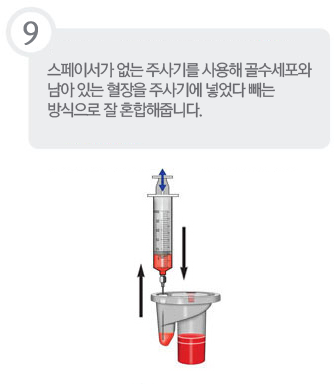 9
스페이서가 없는 주사기를 사용해 골수세포와
남아 있는 혈장을 주사기에 넣었다 빼는
방식으로 잘 혼합해줍니다.